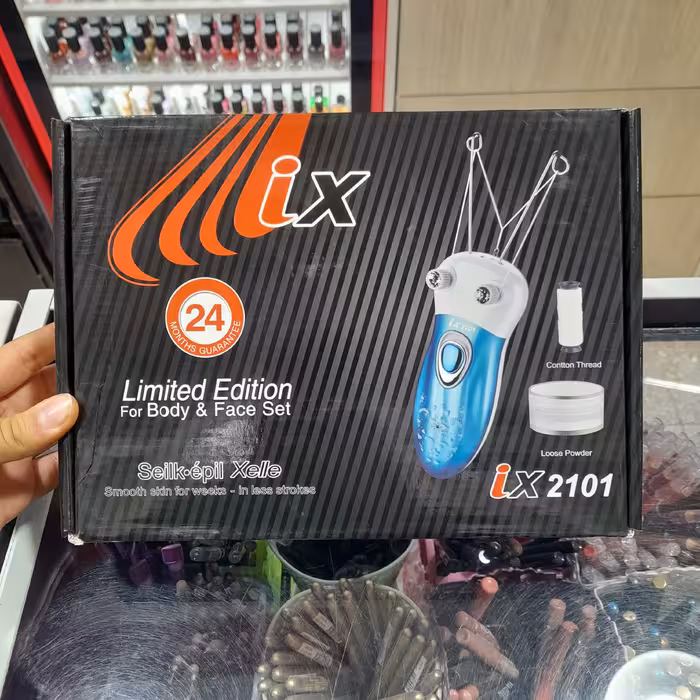 ix
24
MONTHS GUARANTEE
Limited Edition
For Body & Face Set
Seilk·épil Xelle
Smooth skin for weeks - in less strokes
Contton Thread
Loose Powder
ix 2101